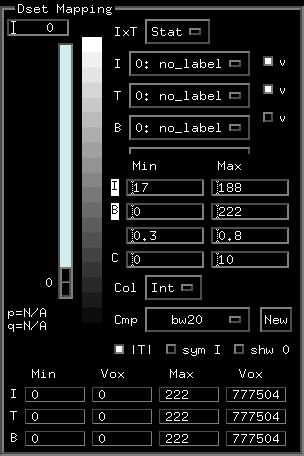 Dset Mapping
0
IxT Stat
I 0: no_label v
T 0: no_label v
B 0: no_label v
Min Max
I 17 188
B 0 222
0.3 0.8
C 0 10
0
Col Int
p=N/A
q=N/A
Cmp bw20 New
|T| sym I shw 0
Min Vox Max Vox
I 0 0 222 777504
T 0 0 222 777504
B 0 0 222 777504